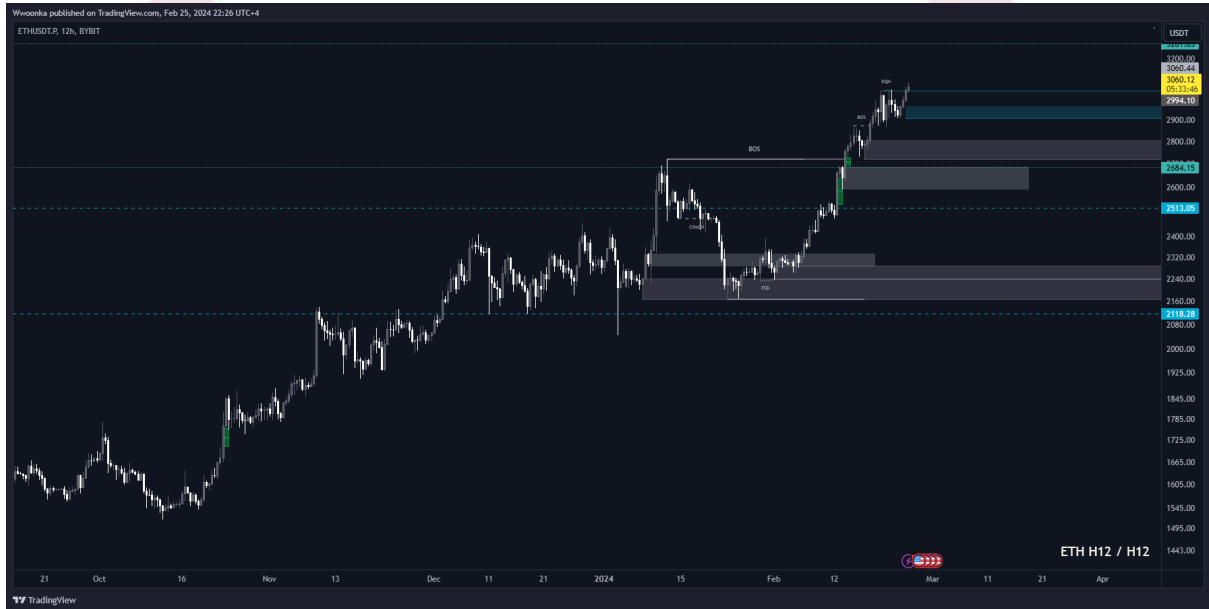 Wwoonka published on TradingView.com, Feb 25, 2024 22:26 UTC+4
ETHUSDT.P, 12h, BYBIT
USDT
3200.00
3060.44
3060.12
05:33:46
2994.10
2900.00
2800.00
2684.15
2600.00
2513.05
2400.00
2320.00
2240.00
2160.00
2118.28
2080.00
2000.00
1925.00
1845.00
1785.00
1725.00
1665.00
1605.00
1545.00
1495.00
1443.00
EQH
BOS
BOS
EQL
ETH H12 / H12
21 Oct 16 Nov 13 Dec 11 21 2024 15 Feb 12 Mar 11 21 Apr
TradingView